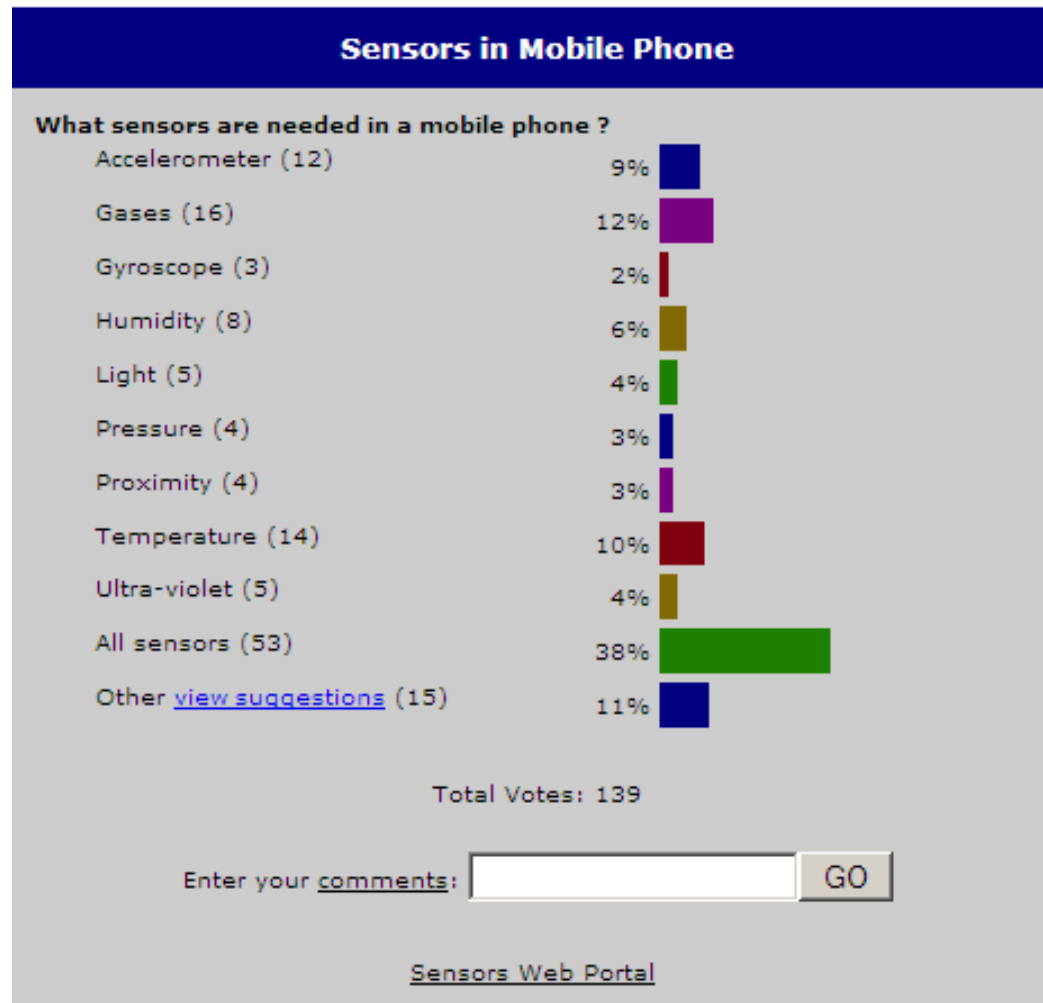 Sensors in Mobile Phone
What sensors are needed in a mobile phone ?
Accelerometer (12) 9%
Gases (16) 12%
Gyroscope (3) 2%
Humidity (8) 6%
Light (5) 4%
Pressure (4) 3%
Proximity (4) 3%
Temperature (14) 10%
Ultra-violet (5) 4%
All sensors (53) 38%
Other view suggestions (15) 11%
Total Votes: 139
Enter your comments: GO
Sensors Web Portal